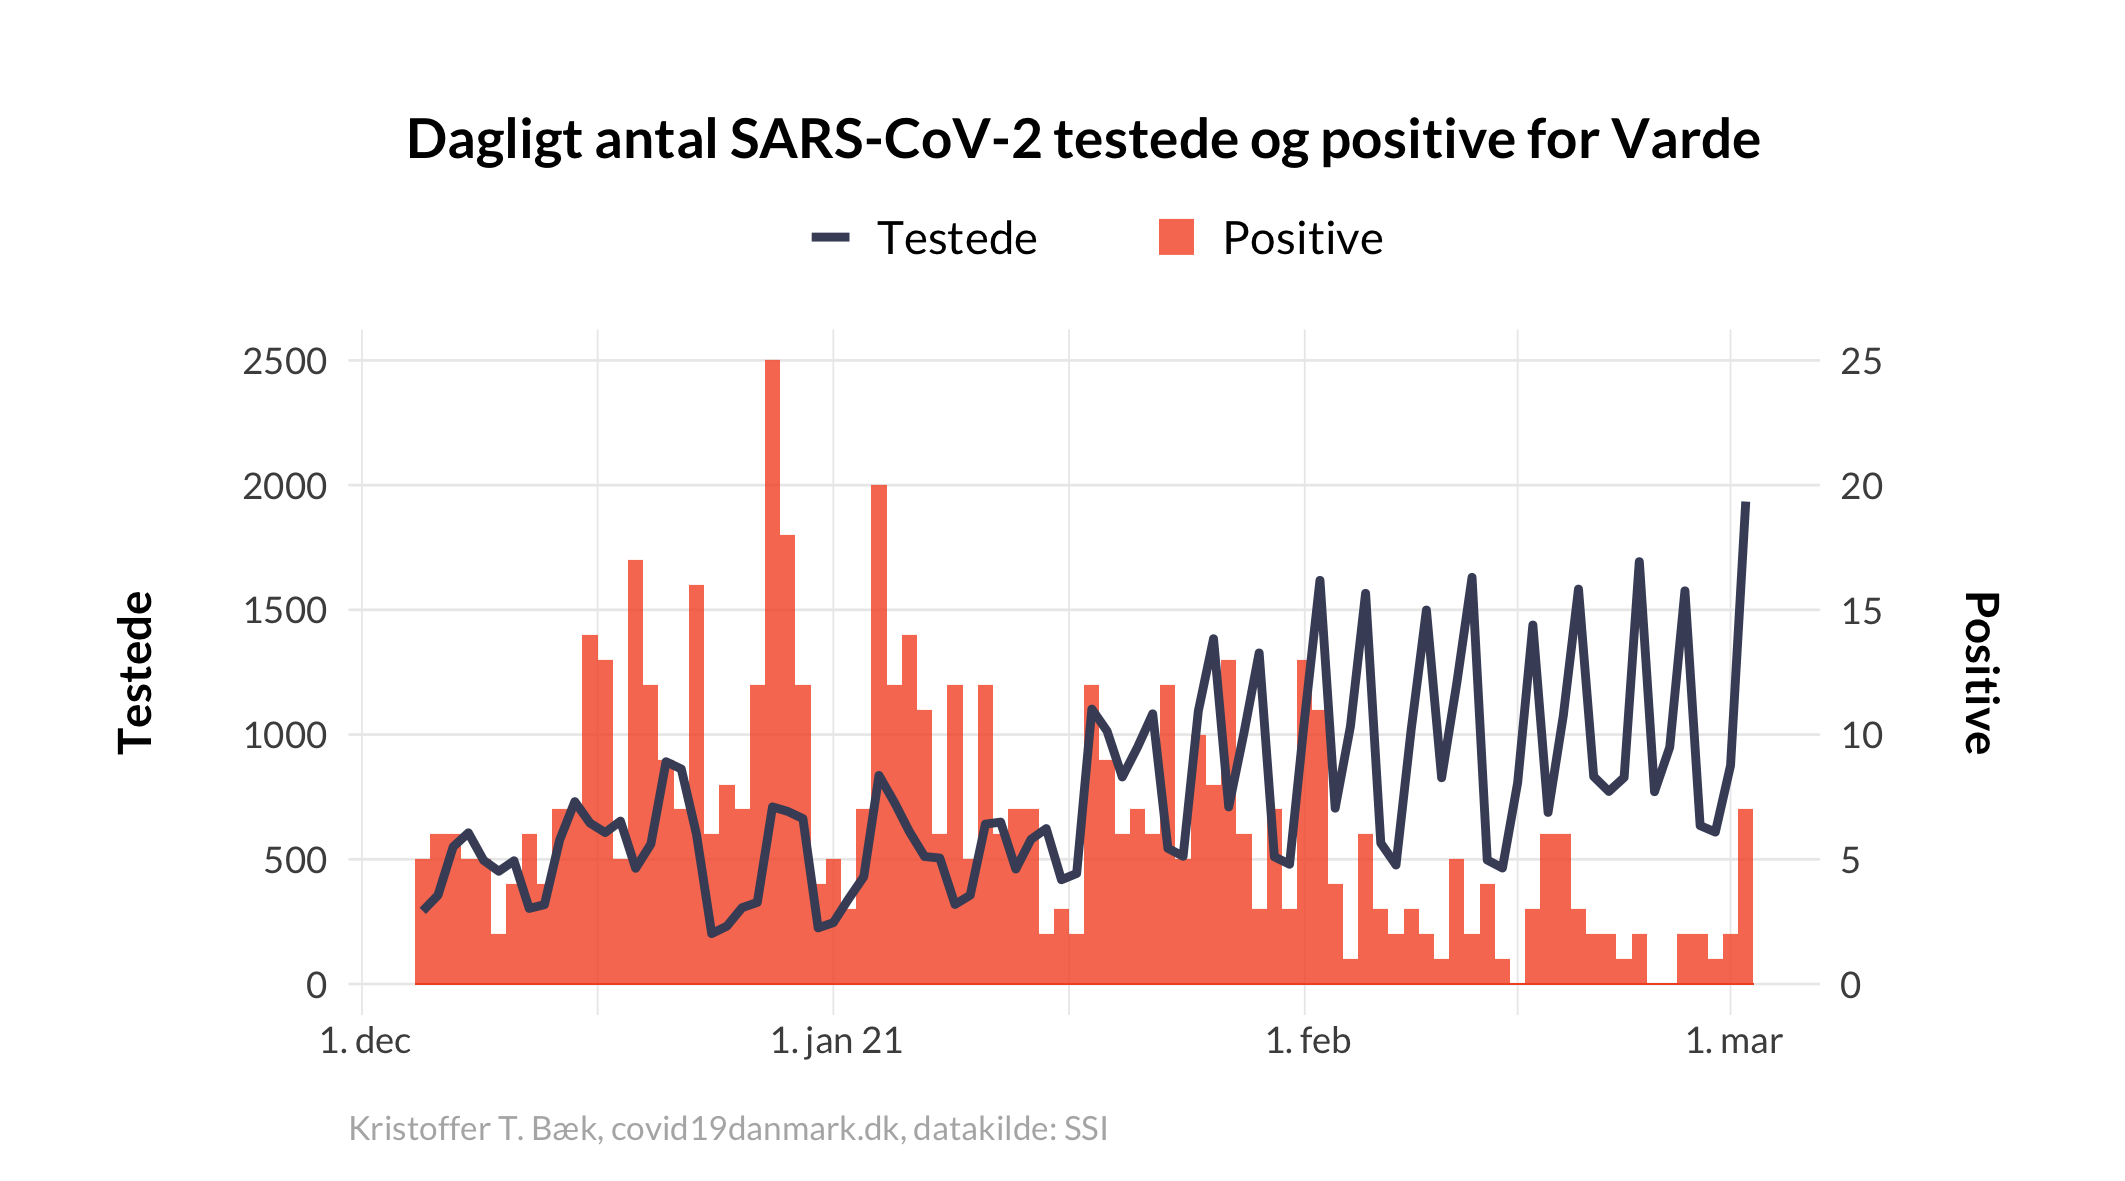 Dagligt antal SARS-CoV-2 testede og positive for Varde
Testede Positive
2500 25
2000 20
1500 15
1000 10
500 5
0 0
Testede
Positive
1. dec 1. jan 21 1. feb 1. mar
Kristoffer T. Bæk, covid19danmark.dk, datakilde: SSI